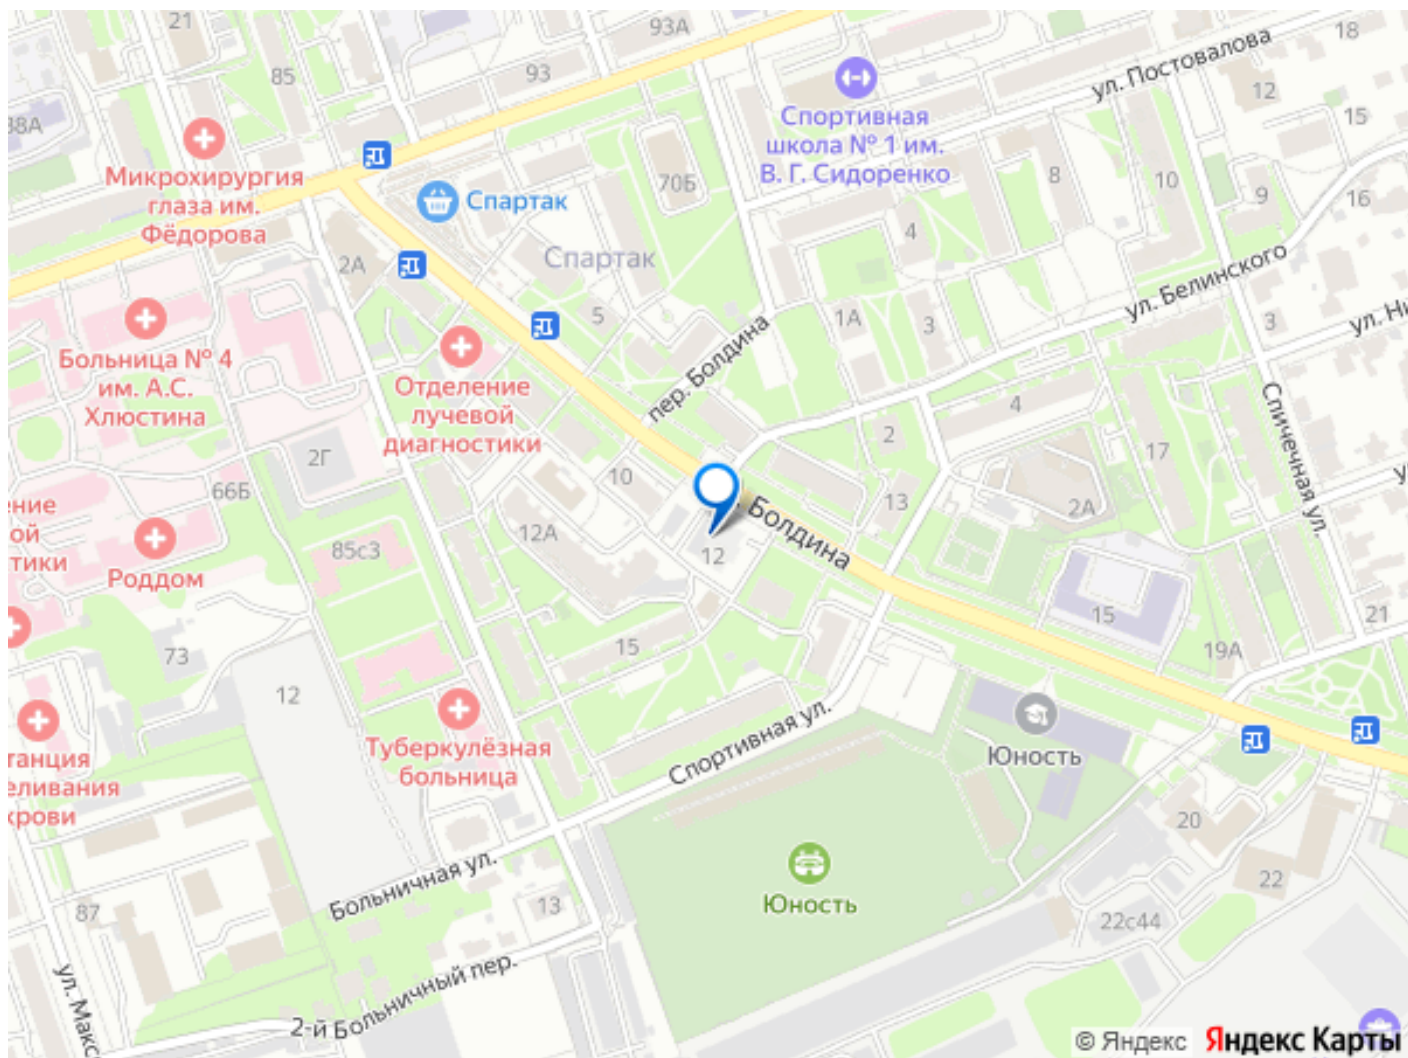 21
93А
18
ул. Постовалова
85
93
12
38А
Спортивная
школа № 1 им.
В. Г. Сидоренко
15
Микрохирургия
глаза им.
Фёдорова
70Б
8
10
9
16
Спартак
4
Спартак
2А
ул. Белинского
5
1А
3
3
Больница № 4
им. А.С.
Хлюстина
Отделение
лучевой
диагностики
пер. Болдина
4
Спичечная ул.
2
17
2Г
66Б
10
13
2А
Болдина
12А
12
85с3
Роддом
15
21
15
19А
73
12
Спортивная ул.
Туберкулёзная
больница
Юность
20
Больничная ул.
Юность
22
87
13
22с44
2-й Больничный пер.
© Яндекс
Яндекс Карты